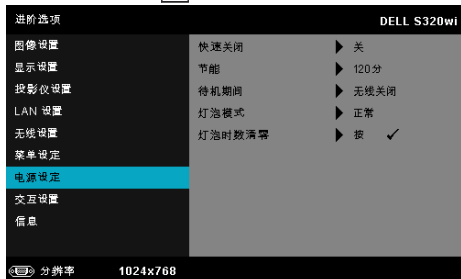 进阶选项 DELL S320wi
图像设置 快速关闭 关
显示设置 节能 120分
投影仪设置 待机期间 无线关闭
LAN 设置 灯泡模式 正常
无线设置 灯泡时数清零 按
菜单设定
电源设定
交互设置
信息
分辨率 1024x768